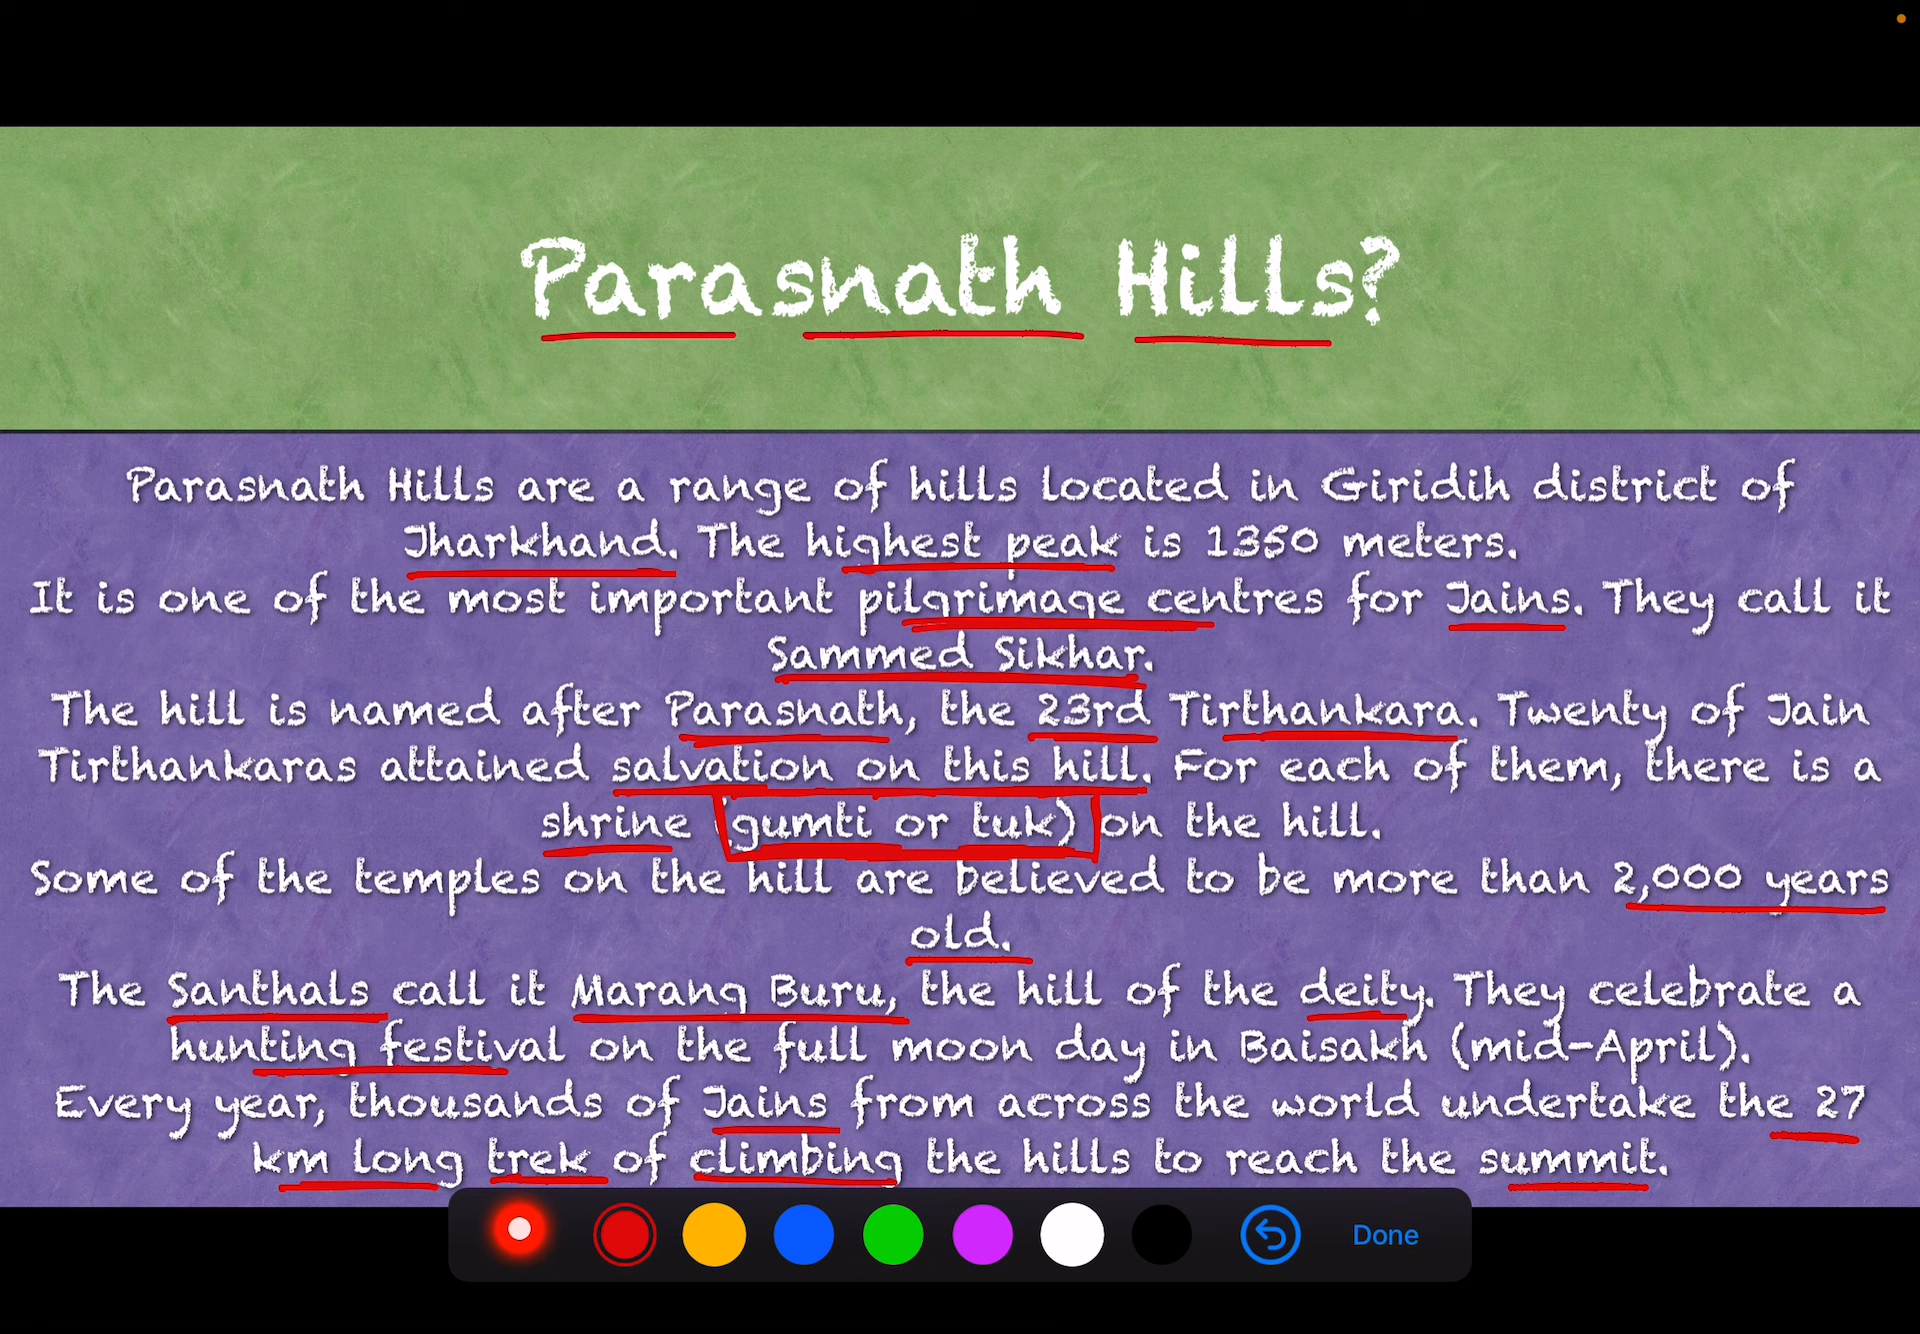 Parasnath Hills?
Parasnath Hills are a range of hills located in Giridih district of
Jharkhand. The highest peak is 1350 meters.
It is one of the most important pilgrimage centres for Jains. They call it
Sammed Sikhar.
The hill is named after Parasnath, the 23rd Tirthankara. Twenty of Jain
Tirthankaras attained salvation on this hill. For each of them, there is a
shrine (gumti or tuk) on the hill.
Some of the temples on the hill are believed to be more than 2,000 years
old.
The Santhals call it Marang Buru, the hill of the deity. They celebrate a
hunting festival on the full moon day in Baisakh (mid-April).
Every year, thousands of Jains from across the world undertake the 27
km long trek of climbing the hills to reach the summit.
Done